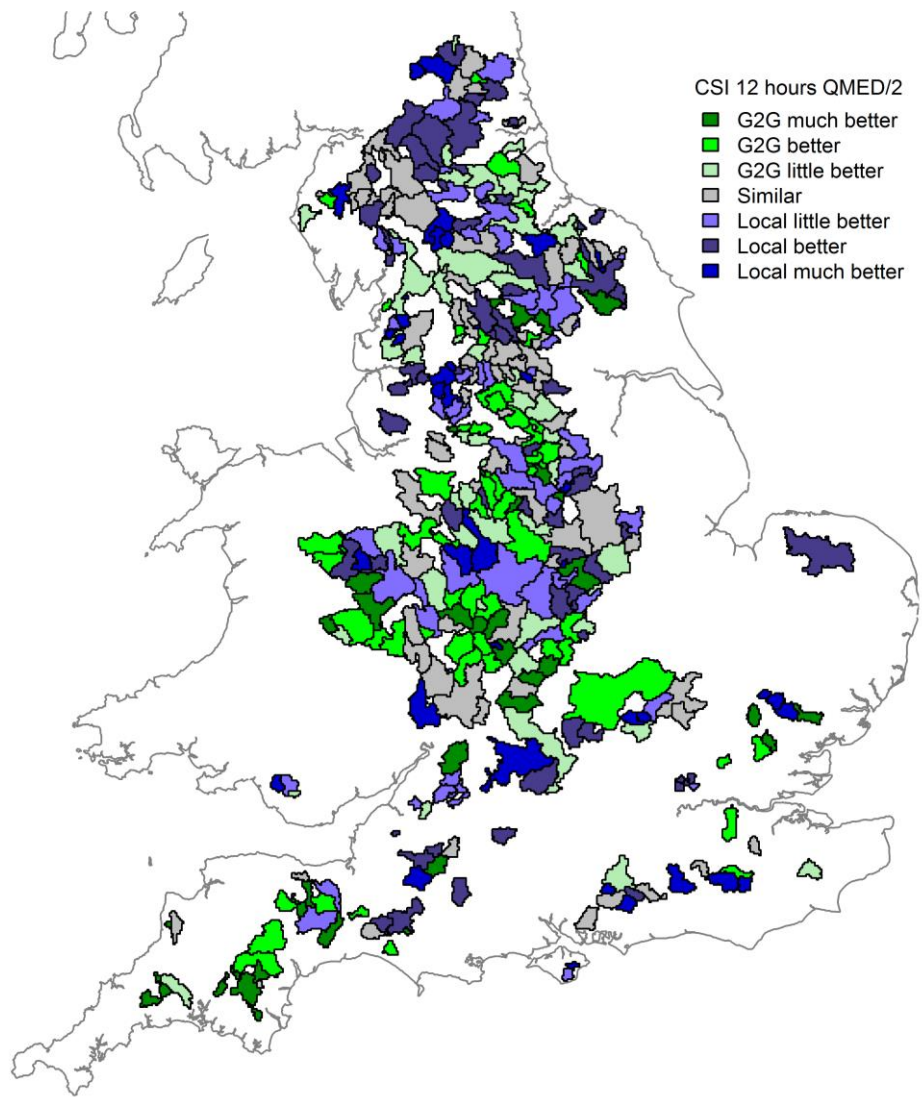 CSI 12 hours QMED/2
G2G much better
G2G better
G2G little better
Similar
Local little better
Local better
Local much better